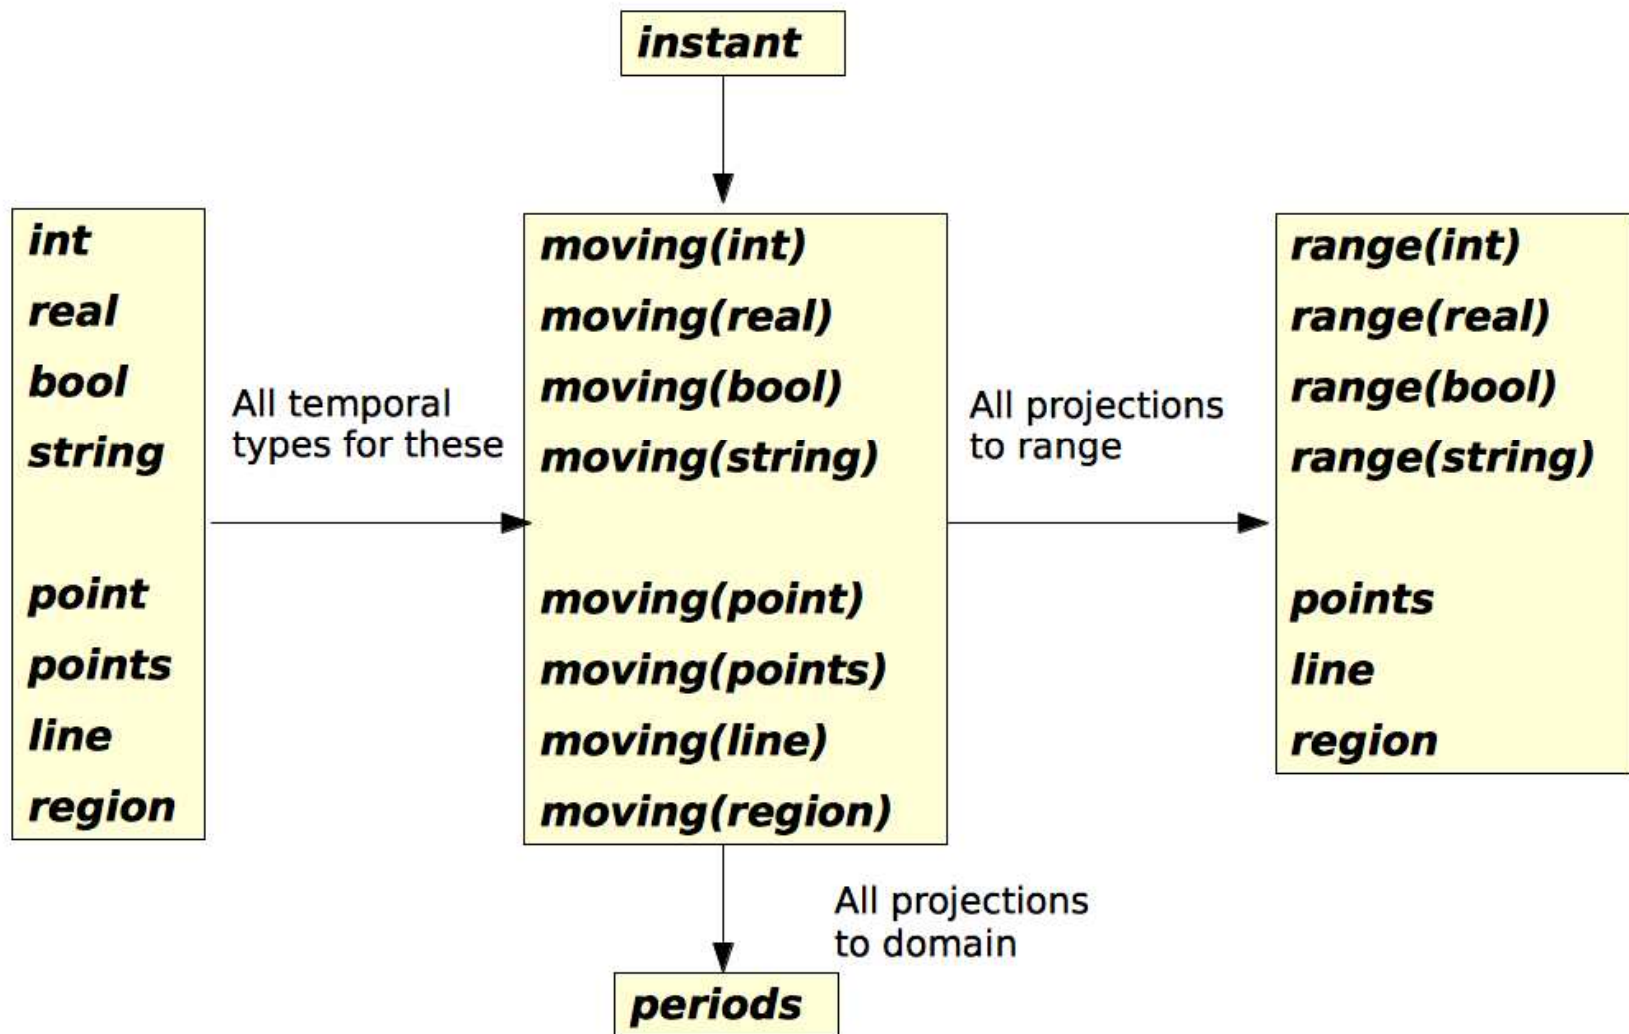 instant
int
real
bool
string
point
points
line
region
All temporal
types for these
moving(int)
moving(real)
moving(bool)
moving(string)
moving(point)
moving(points)
moving(line)
moving(region)
All projections
to range
range(int)
range(real)
range(bool)
range(string)
points
line
region
All projections
to domain
periods